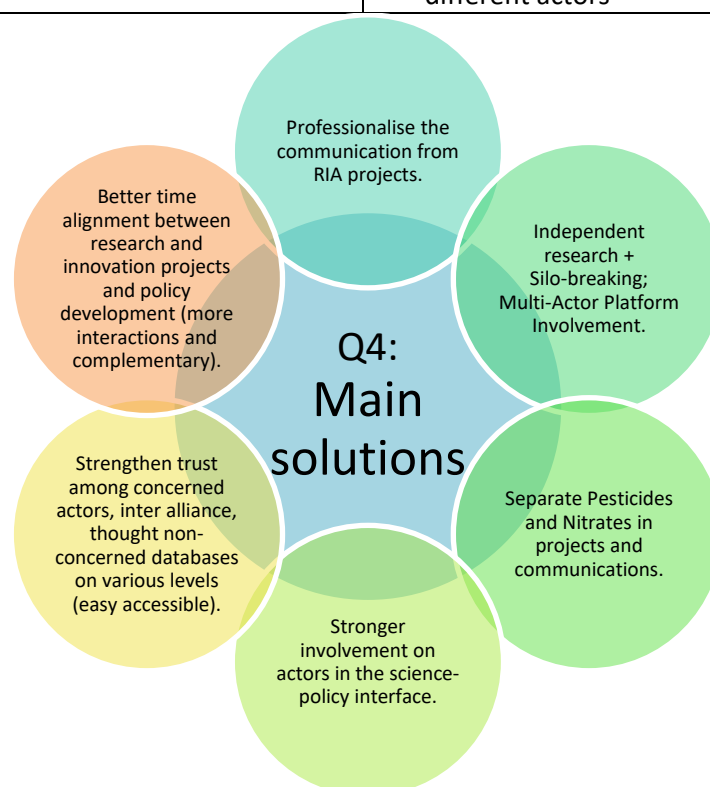 different actors
Professionalise the
communication from
RIA projects.
Independent
research +
Silo-breaking;
Multi-Actor Platform
Involvement.
Separate Pesticides
and Nitrates in
projects and
communications.
Stronger
involvement on
actors in the science-
policy interface.
Strengthen trust
among concerned
actors, inter alliance,
thought non-
concerned databases
on various levels
(easy accessible).
Better time
alignment between
research and
innovation projects
and policy
development (more
interactions and
complementary).
Q4:
Main
solutions